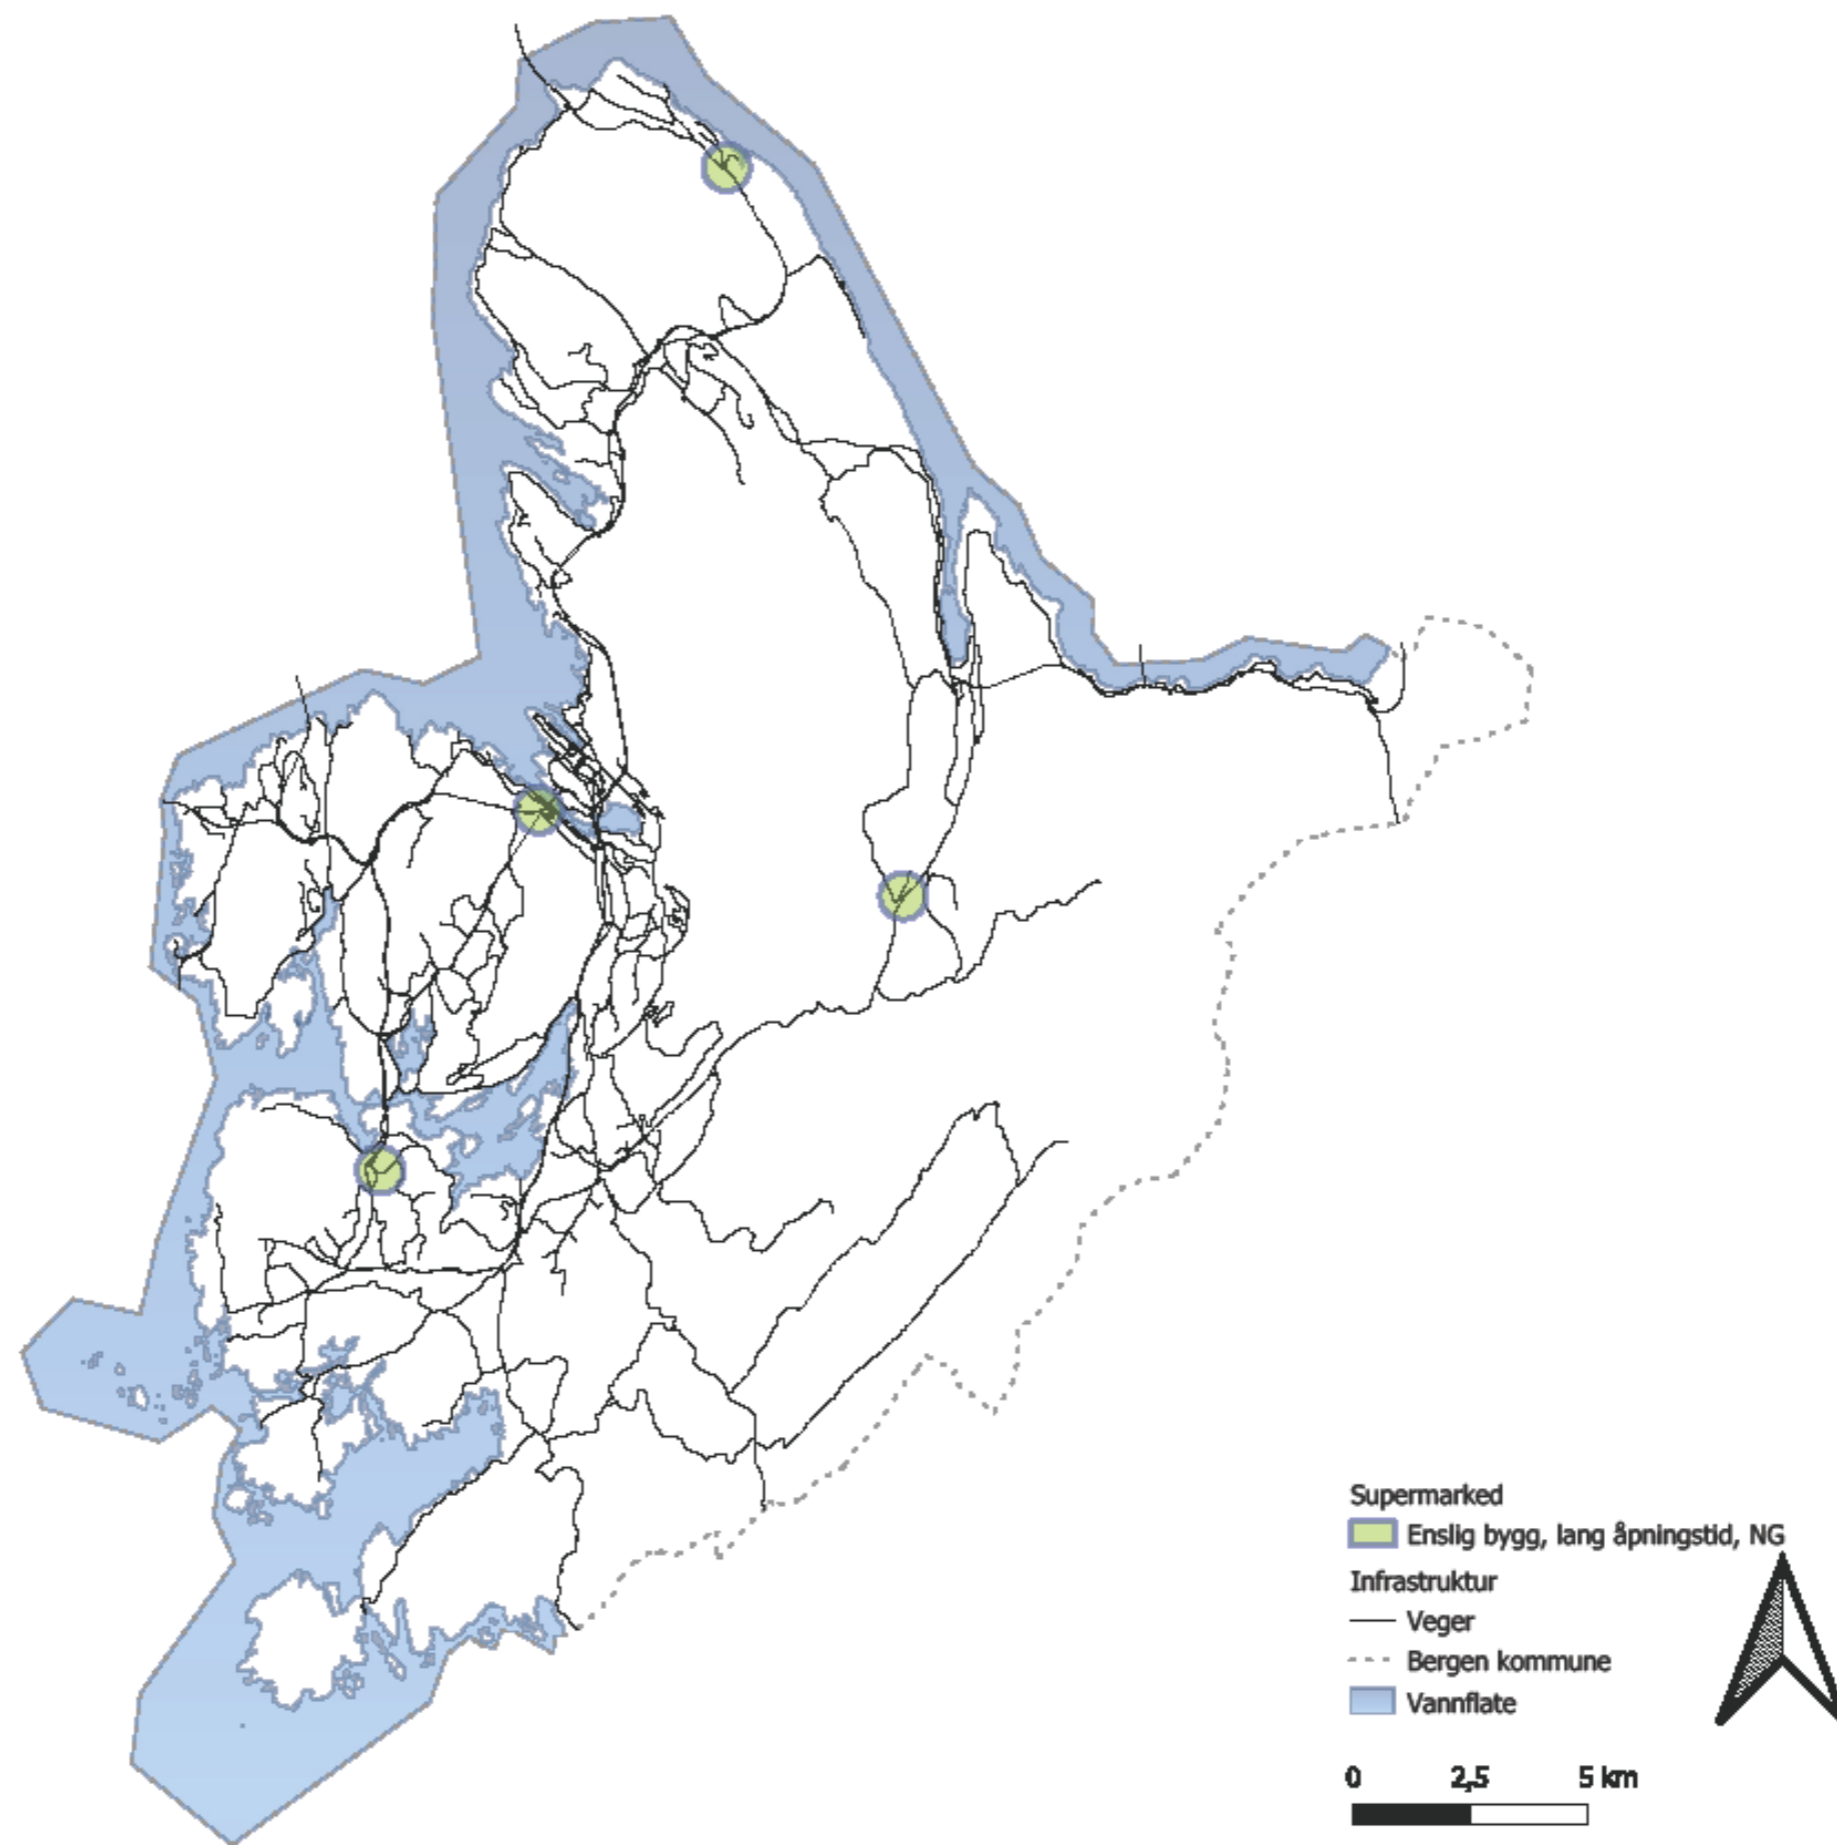 Supermarked
Enslig bygg, lang åpningstid, NG
Infrastruktur
Veger
Bergen kommune
Vannflate
0 2,5 5 km